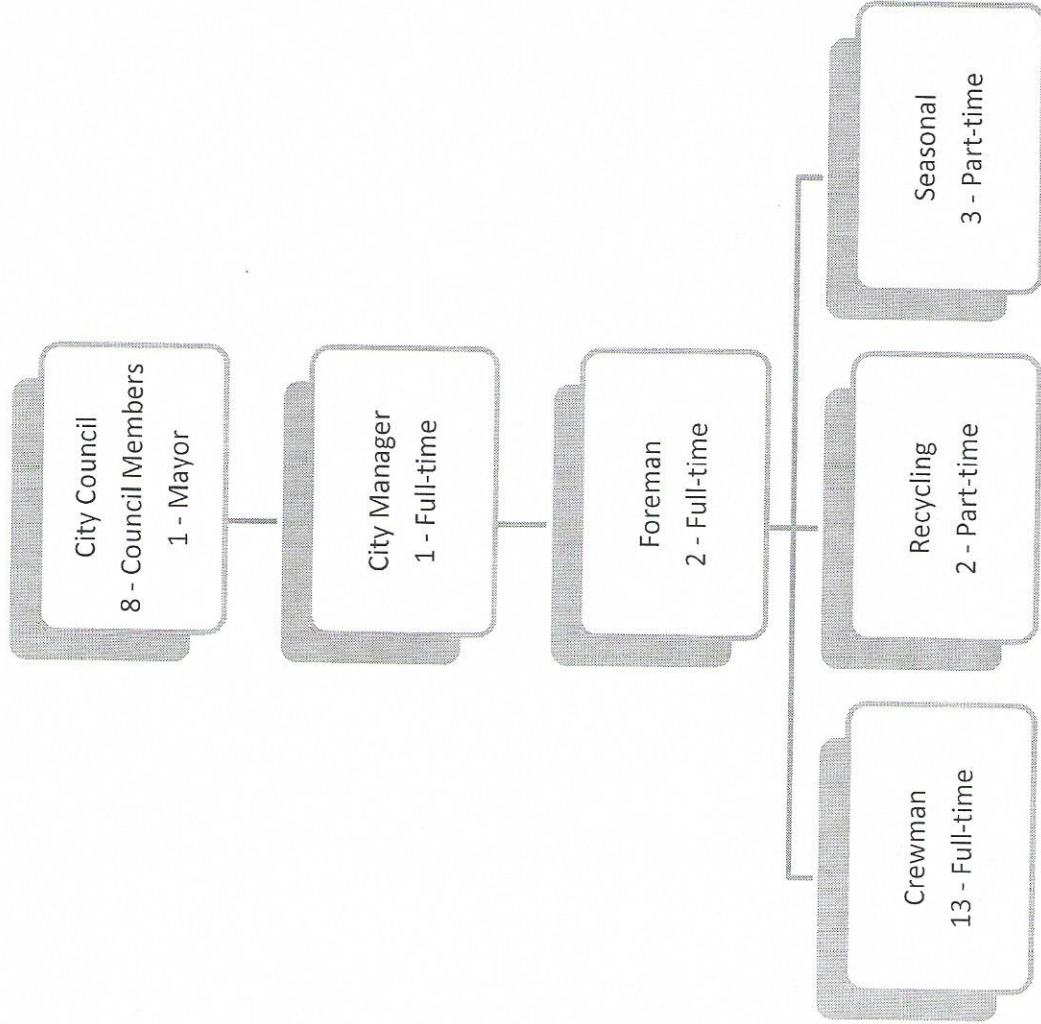 City Council
8 - Council Members
1 - Mayor
City Manager
1 - Full-time
Foreman
2 - Full-time
Crewman
13 - Full-time
Recycling
2 - Part-time
Seasonal
3 - Part-time